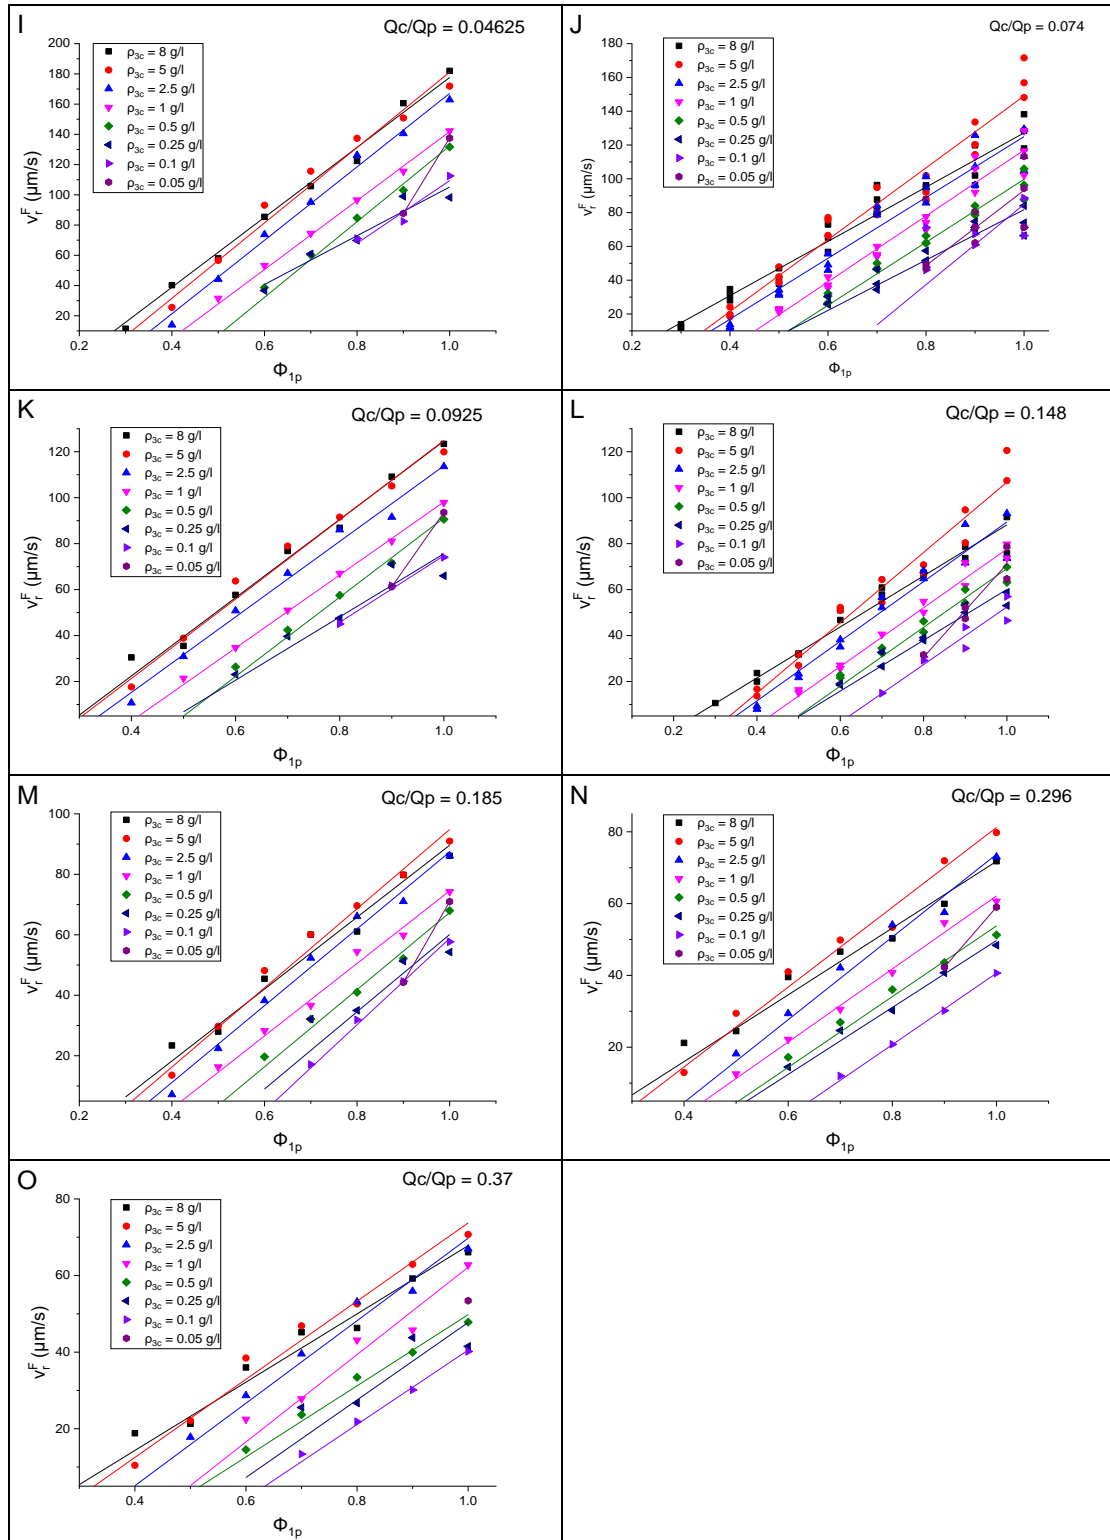 I
Qc/Qp = 0.04625
ρ3c = 8 g/l
ρ3c = 5 g/l
ρ3c = 2.5 g/l
ρ3c = 1 g/l
ρ3c = 0.5 g/l
ρ3c = 0.25 g/l
ρ3c = 0.1 g/l
ρ3c = 0.05 g/l
200
180
160
140
120
100
80
60
40
20
vrF (µm/s)
0.2 0.4 0.6 0.8 1.0
Φ1p
J
Qc/Qp = 0.074
ρ3c = 8 g/l
ρ3c = 5 g/l
ρ3c = 2.5 g/l
ρ3c = 1 g/l
ρ3c = 0.5 g/l
ρ3c = 0.25 g/l
ρ3c = 0.1 g/l
ρ3c = 0.05 g/l
180
160
140
120
100
80
60
40
20
vrF (µm/s)
0.2 0.4 0.6 0.8 1.0
Φ1p
K
Qc/Qp = 0.0925
ρ3c = 8 g/l
ρ3c = 5 g/l
ρ3c = 2.5 g/l
ρ3c = 1 g/l
ρ3c = 0.5 g/l
ρ3c = 0.25 g/l
ρ3c = 0.1 g/l
ρ3c = 0.05 g/l
120
100
80
60
40
20
vrF (µm/s)
0.4 0.6 0.8 1.0
Φ1p
L
Qc/Qp = 0.148
ρ3c = 8 g/l
ρ3c = 5 g/l
ρ3c = 2.5 g/l
ρ3c = 1 g/l
ρ3c = 0.5 g/l
ρ3c = 0.25 g/l
ρ3c = 0.1 g/l
ρ3c = 0.05 g/l
120
100
80
60
40
20
vrF (µm/s)
0.2 0.4 0.6 0.8 1.0
Φ1p
M
Qc/Qp = 0.185
ρ3c = 8 g/l
ρ3c = 5 g/l
ρ3c = 2.5 g/l
ρ3c = 1 g/l
ρ3c = 0.5 g/l
ρ3c = 0.25 g/l
ρ3c = 0.1 g/l
ρ3c = 0.05 g/l
100
80
60
40
20
vrF (µm/s)
0.2 0.4 0.6 0.8 1.0
Φ1p
N
Qc/Qp = 0.296
ρ3c = 8 g/l
ρ3c = 5 g/l
ρ3c = 2.5 g/l
ρ3c = 1 g/l
ρ3c = 0.5 g/l
ρ3c = 0.25 g/l
ρ3c = 0.1 g/l
ρ3c = 0.05 g/l
80
60
40
20
vrF (µm/s)
0.4 0.6 0.8 1.0
Φ1p
O
Qc/Qp = 0.37
ρ3c = 8 g/l
ρ3c = 5 g/l
ρ3c = 2.5 g/l
ρ3c = 1 g/l
ρ3c = 0.5 g/l
ρ3c = 0.25 g/l
ρ3c = 0.1 g/l
ρ3c = 0.05 g/l
80
60
40
20
vrF (µm/s)
0.4 0.6 0.8 1.0
Φ1p